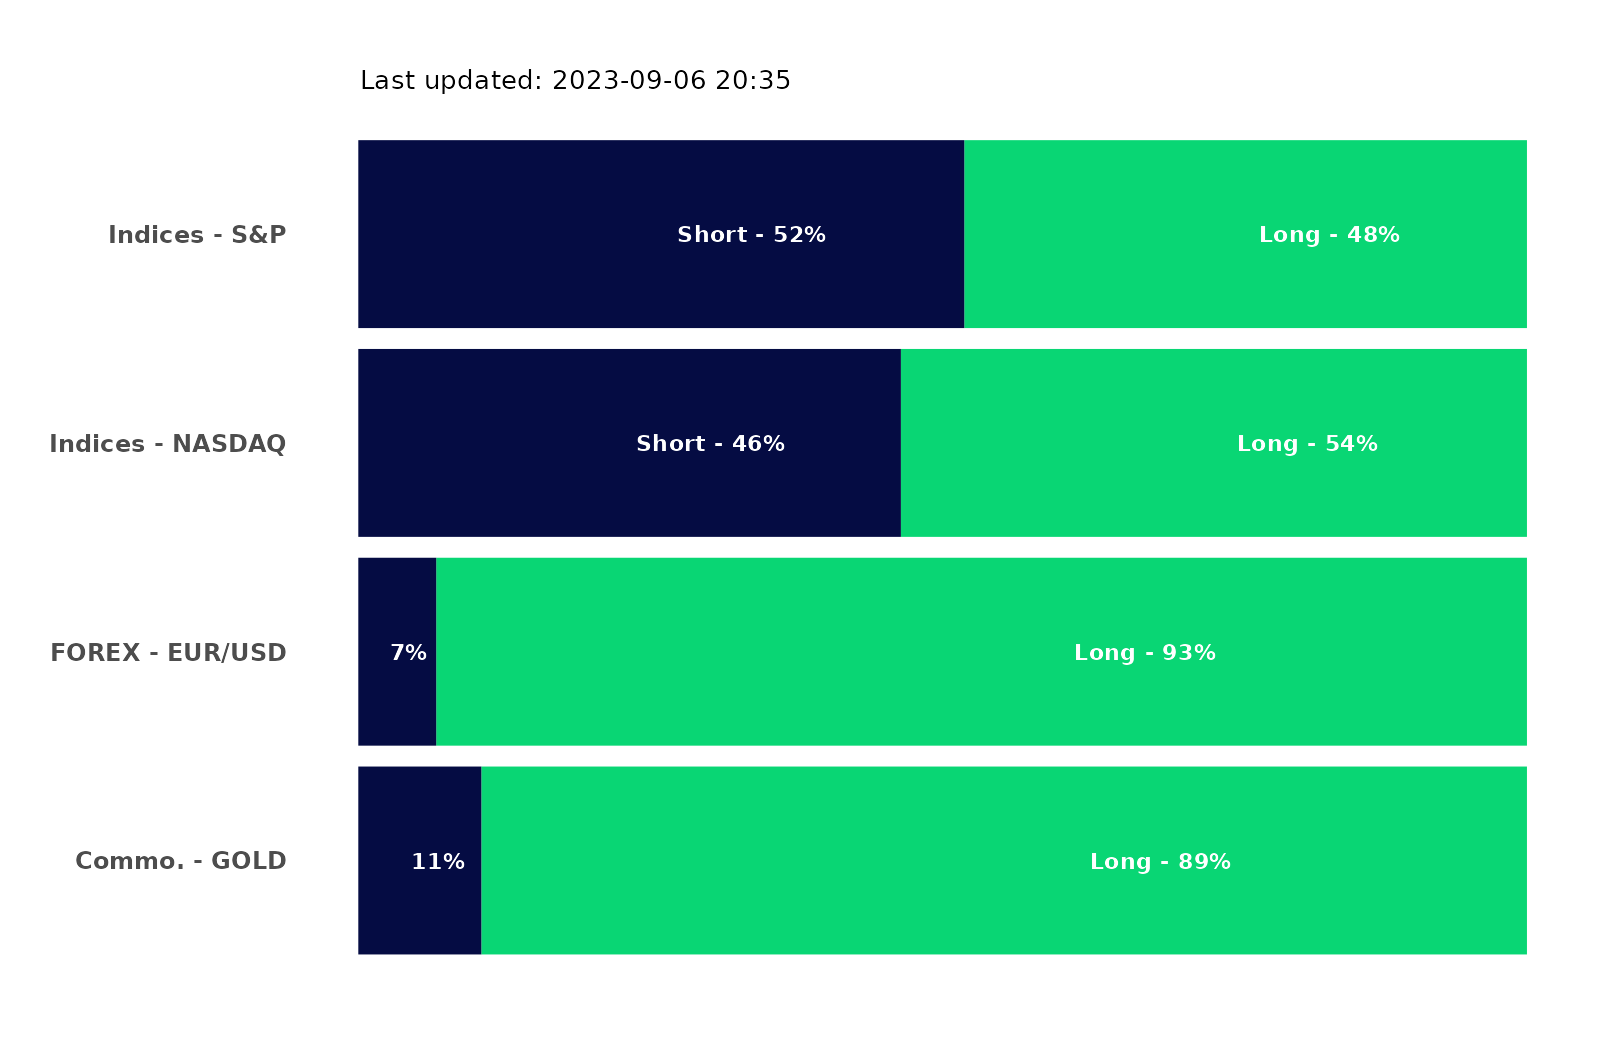 Last updated: 2023-09-06 20:35
Indices - S&P Short - 52% Long - 48%
Indices - NASDAQ Short - 46% Long - 54%
FOREX - EUR/USD 7% Long - 93%
Commo. - GOLD 11% Long - 89%